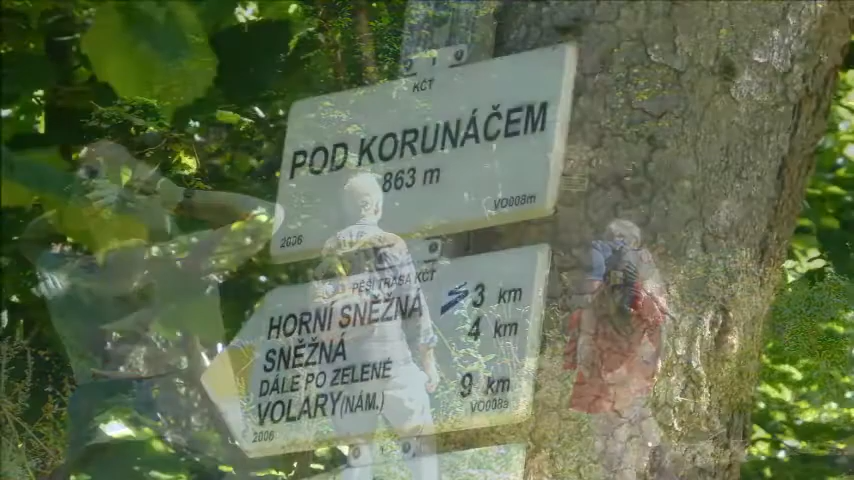 KČT
POD KORUNÁČEM
863 m
2006 VO008m
PĚŠÍ TRASA KČT
HORNÍ SNĚŽNÁ 3 km
SNĚŽNÁ 4 km
DÁLE PO ZELENÉ
VOLARY (NÁM.) 9 km
2006 VO008a